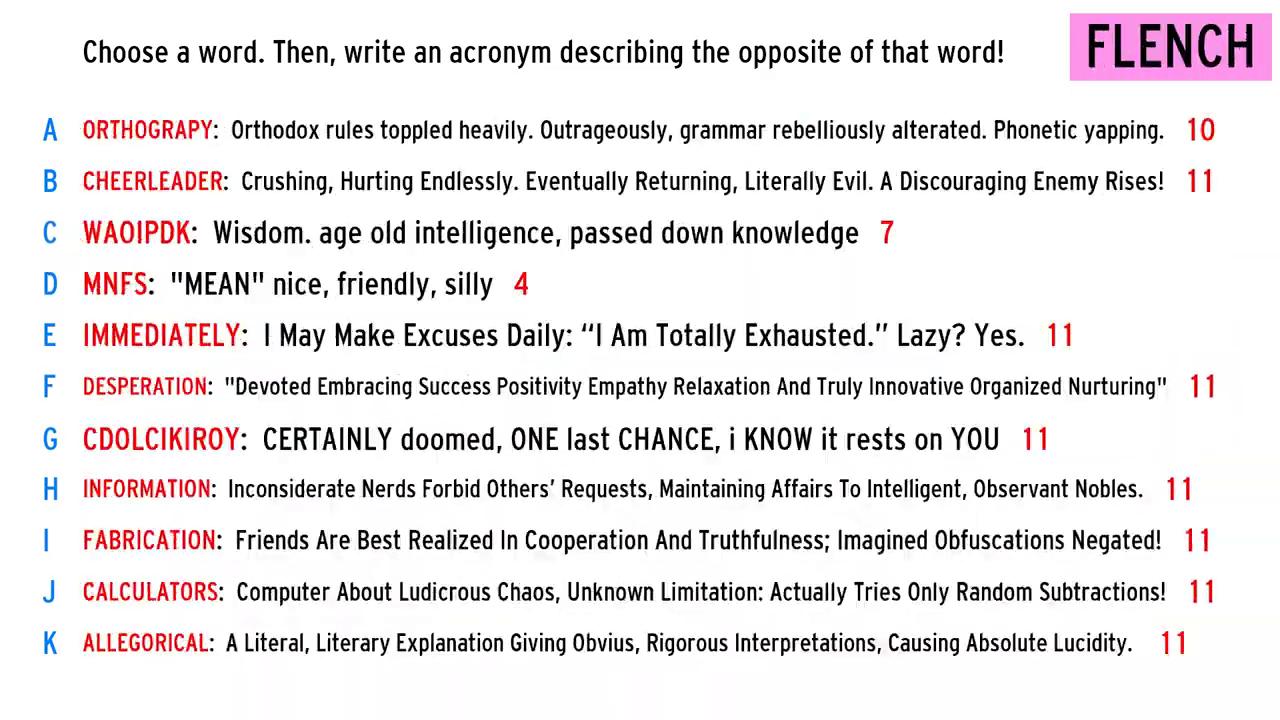 Choose a word. Then, write an acronym describing the opposite of that word!
FLENCH
A ORTHOGRAPY: Orthodox rules toppled heavily. Outrageously, grammar rebelliously alterated. Phonetic yapping. 10
B CHEERLEADER: Crushing, Hurting Endlessly. Eventually Returning, Literally Evil. A Discouraging Enemy Rises! 11
C WAOIPDK: Wisdom. age old intelligence, passed down knowledge 7
D MNFS: "MEAN" nice, friendly, silly 4
E IMMEDIATELY: I May Make Excuses Daily: “I Am Totally Exhausted.” Lazy? Yes. 11
F DESPERATION: "Devoted Embracing Success Positivity Empathy Relaxation And Truly Innovative Organized Nurturing" 11
G CDOLCIKIROY: CERTAINLY doomed, ONE last CHANCE, i KNOW it rests on YOU 11
H INFORMATION: Inconsiderate Nerds Forbid Others’ Requests, Maintaining Affairs To Intelligent, Observant Nobles. 11
I FABRICATION: Friends Are Best Realized In Cooperation And Truthfulness; Imagined Obfuscations Negated! 11
J CALCULATORS: Computer About Ludicrous Chaos, Unknown Limitation: Actually Tries Only Random Subtractions! 11
K ALLEGORICAL: A Literal, Literary Explanation Giving Obvius, Rigorous Interpretations, Causing Absolute Lucidity. 11